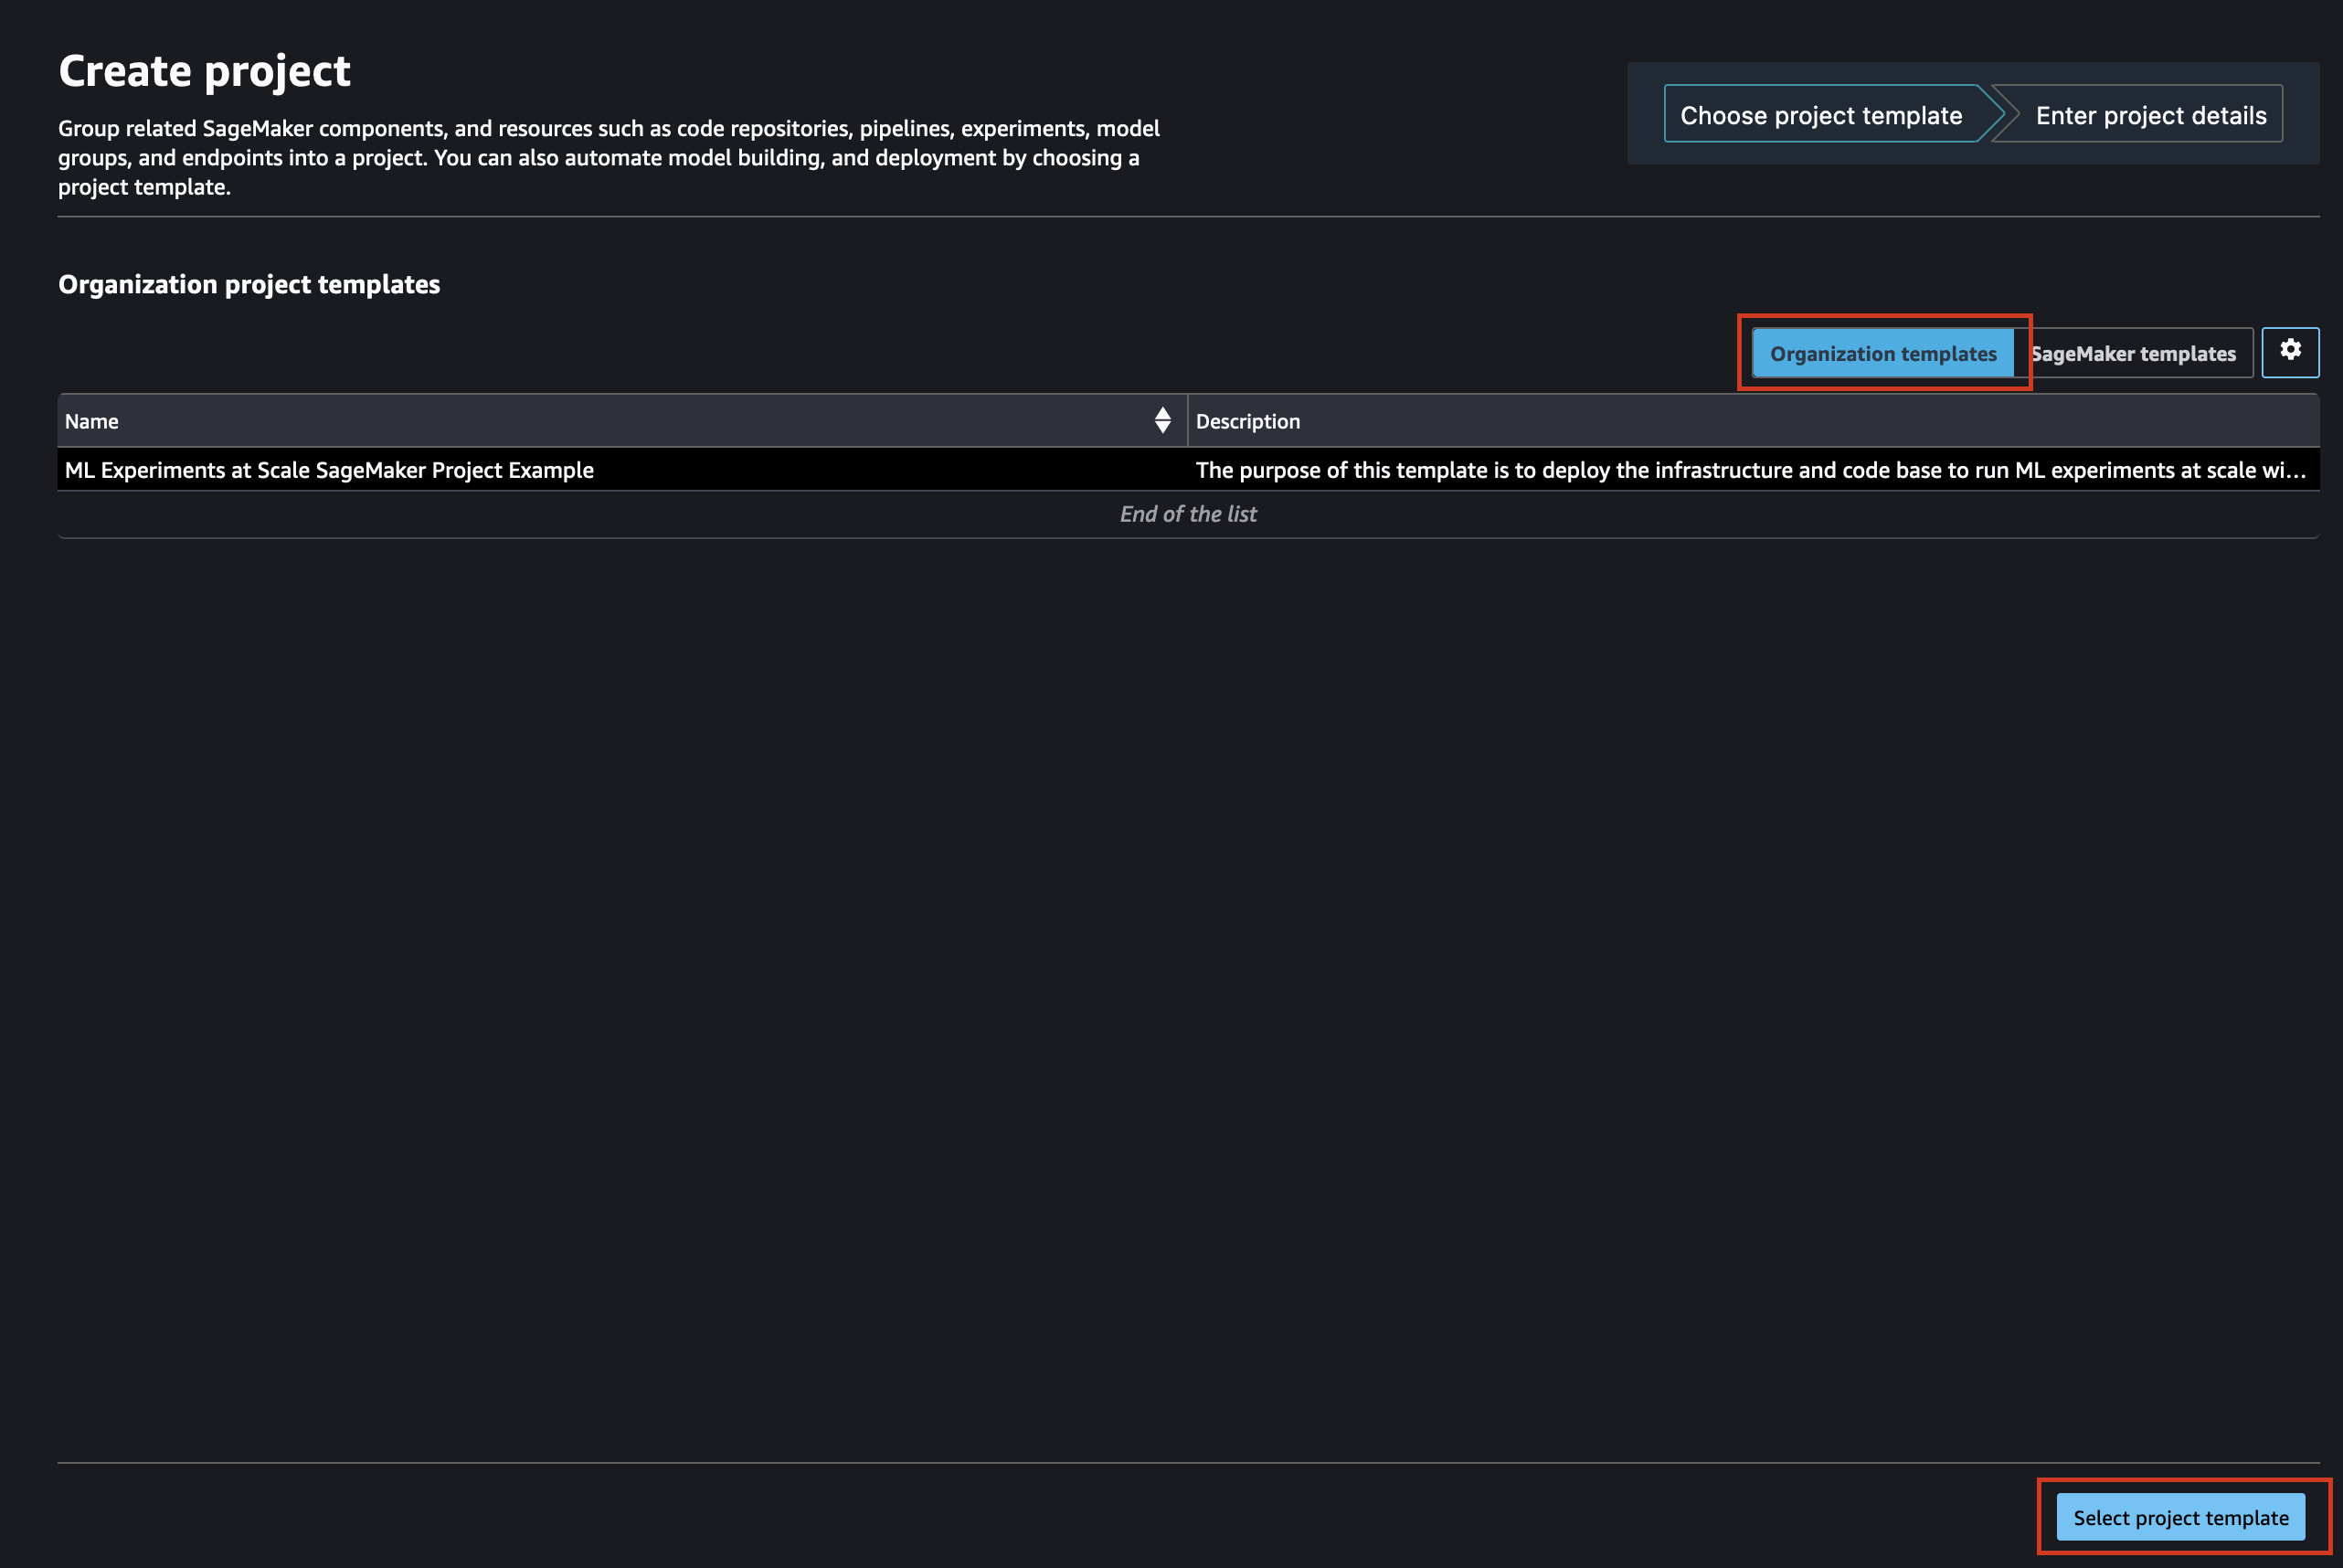 Create project
Group related SageMaker components, and resources such as code repositories, pipelines, experiments, model
groups, and endpoints into a project. You can also automate model building, and deployment by choosing a
project template.
Choose project template
Enter project details
Organization project templates
Organization templates
SageMaker templates
Name
Description
ML Experiments at Scale SageMaker Project Example
The purpose of this template is to deploy the infrastructure and code base to run ML experiments at scale wi...
End of the list
Select project template